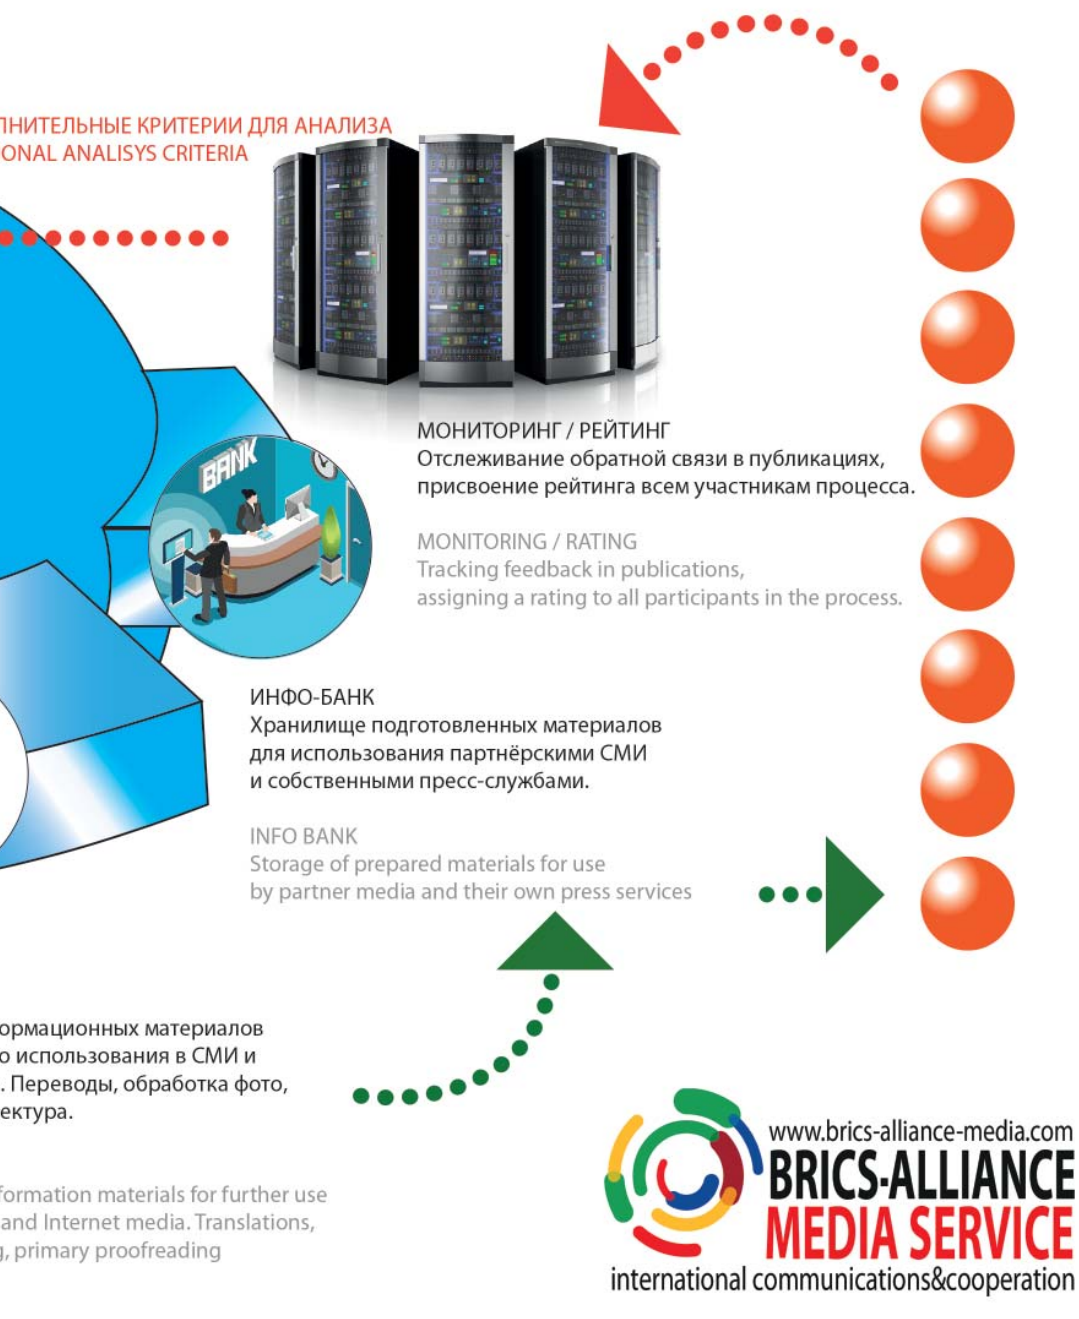 ЛНИТЕЛЬНЫЕ КРИТЕРИИ ДЛЯ АНАЛИЗА
IONAL ANALISYS CRITERIA
BANK
МОНИТОРИНГ / РЕЙТИНГ
Отслеживание обратной связи в публикациях,
присвоение рейтинга всем участникам процесса.
MONITORING / RATING
Tracking feedback in publications,
assigning a rating to all participants in the process.
ИНФО-БАНК
Хранилище подготовленных материалов
для использования партнёрскими СМИ
и собственными пресс-службами.
INFO BANK
Storage of prepared materials for use
by partner media and their own press services
ормационных материалов
о использования в СМИ и
. Переводы, обработка фото,
ектура.
formation materials for further use
and Internet media. Translations,
g, primary proofreading
www.brics-alliance-media.com
BRICS-ALLIANCE
MEDIA SERVICE
international communications&cooperation